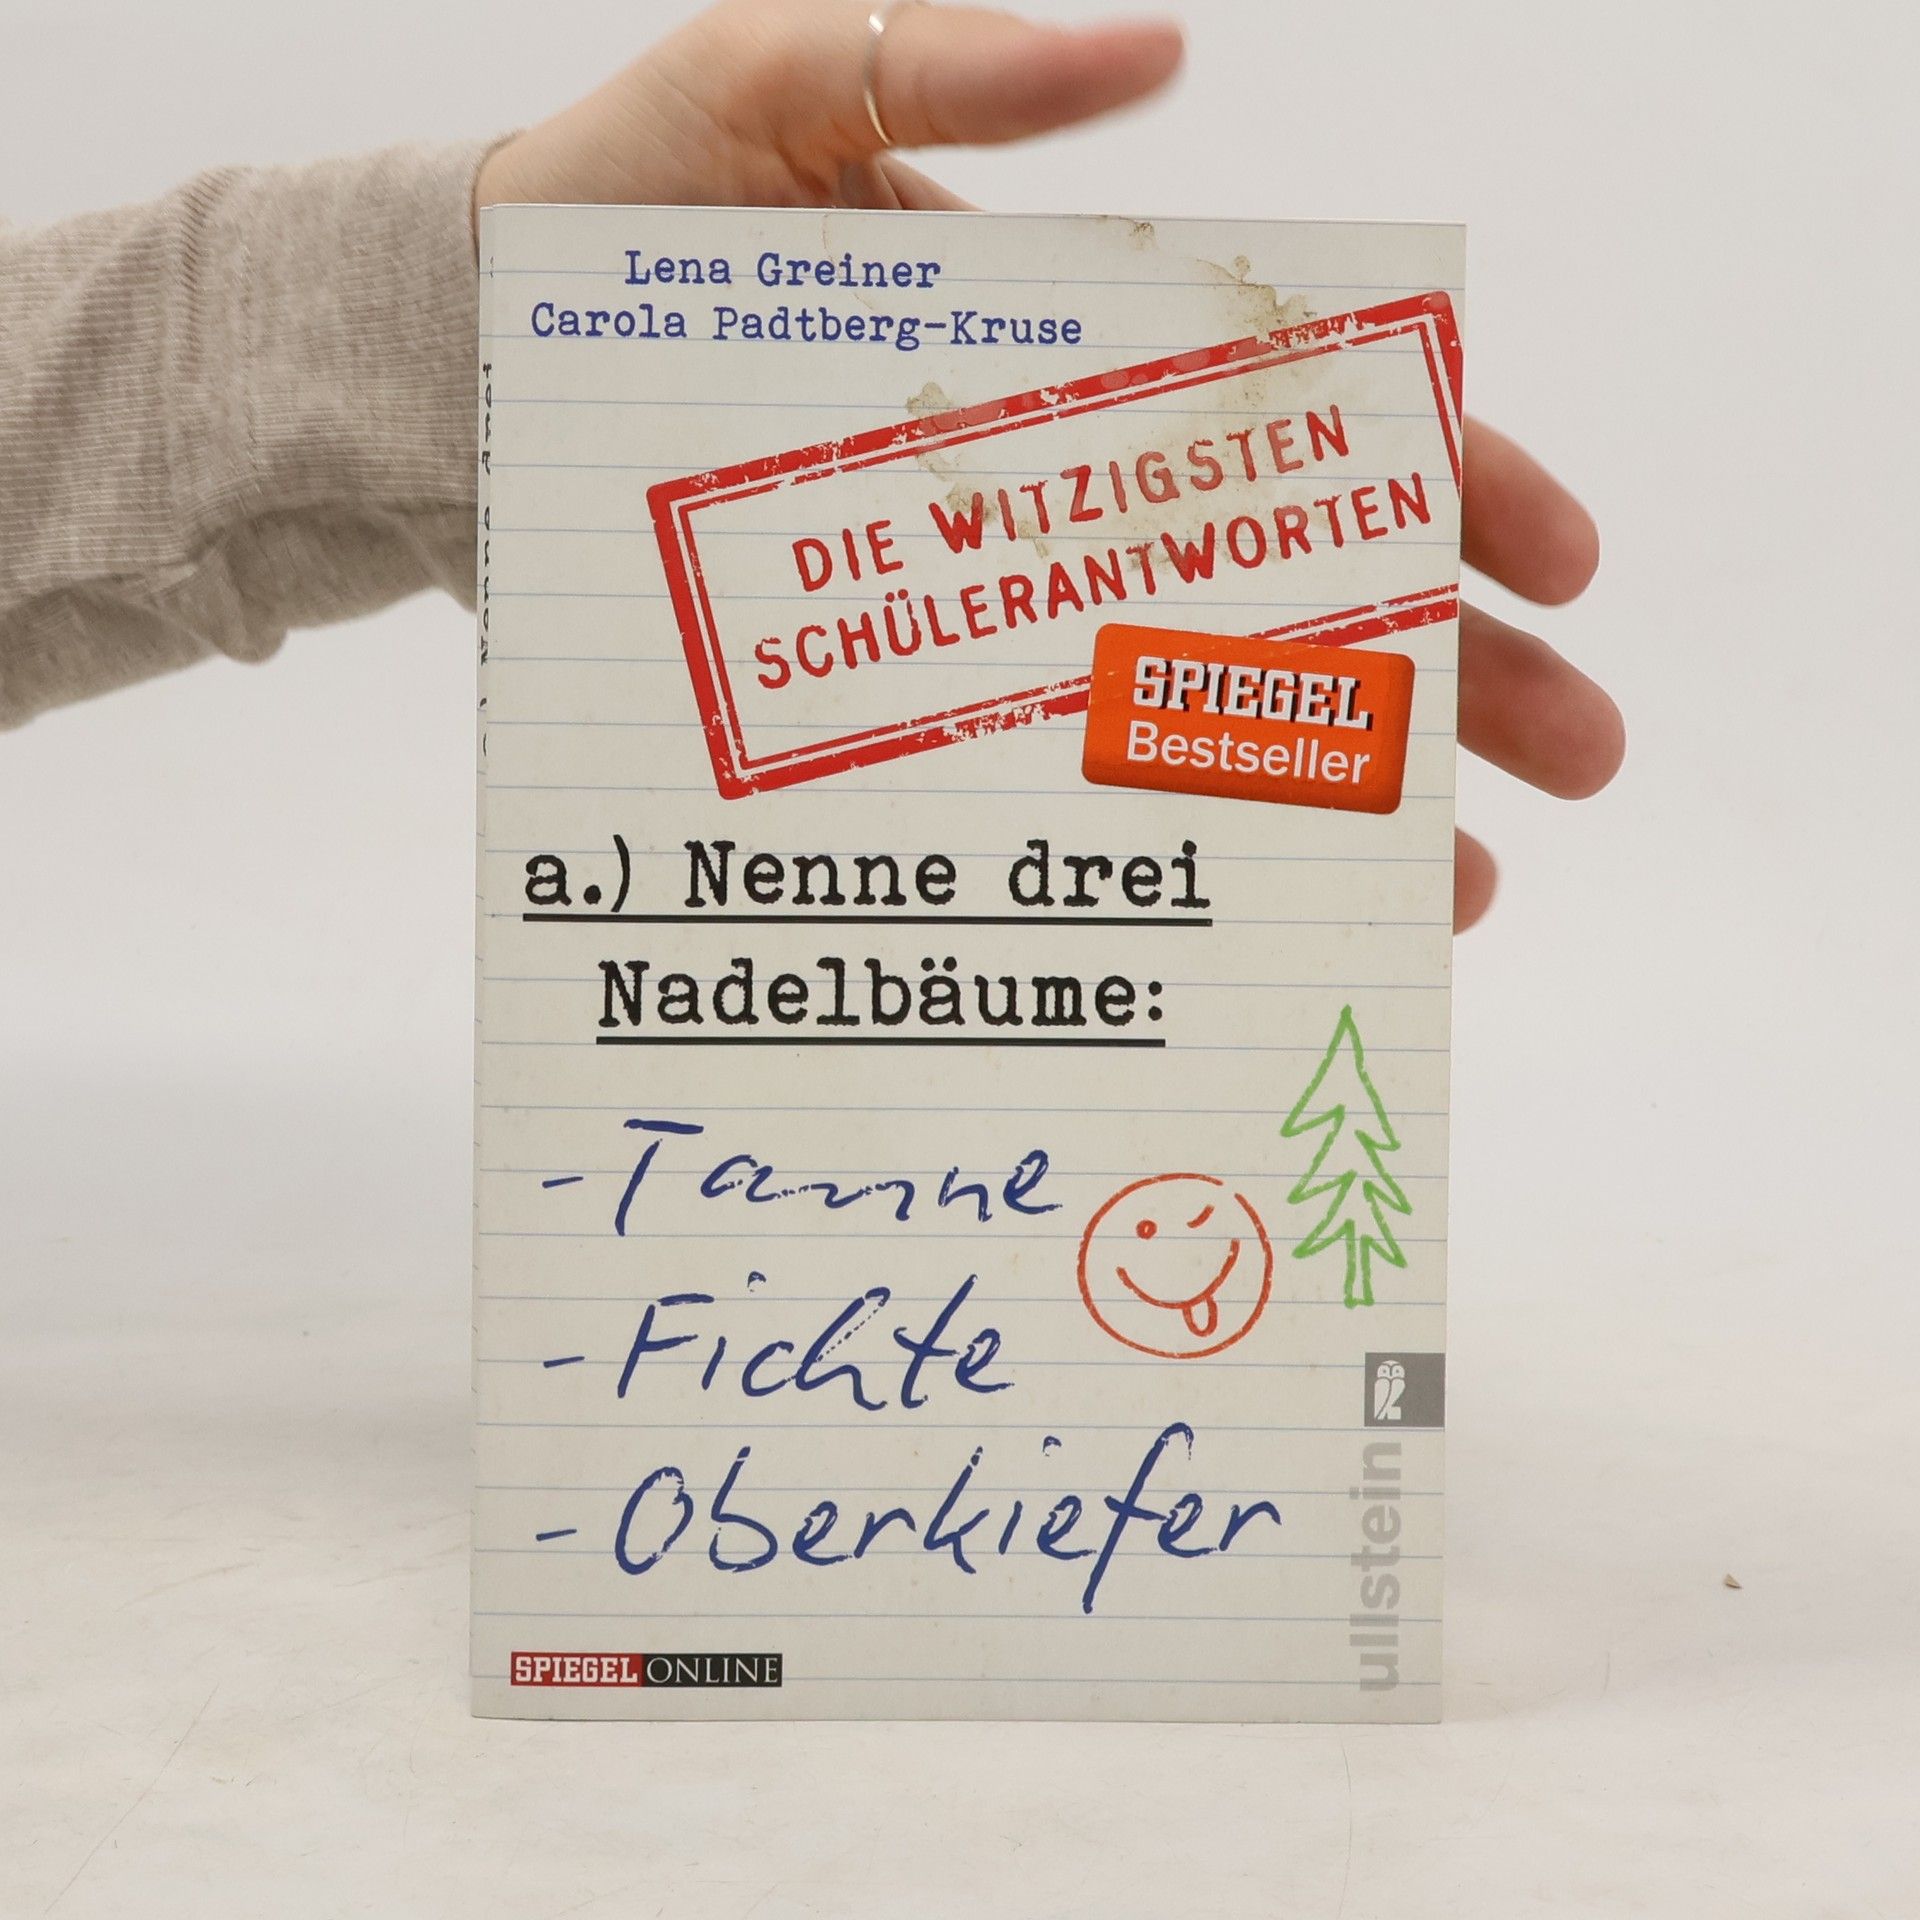 Lena Greiner
Carola Padtberg-Kruse
DIE WITZIGSTEN
SCHÜLERANTWORTEN
SPIEGEL
Bestseller
a.) Nenne drei
Nadelbäume:
- Tanne
- Fichte
- Oberkiefer
ullstein
SPIEGEL ONLINE